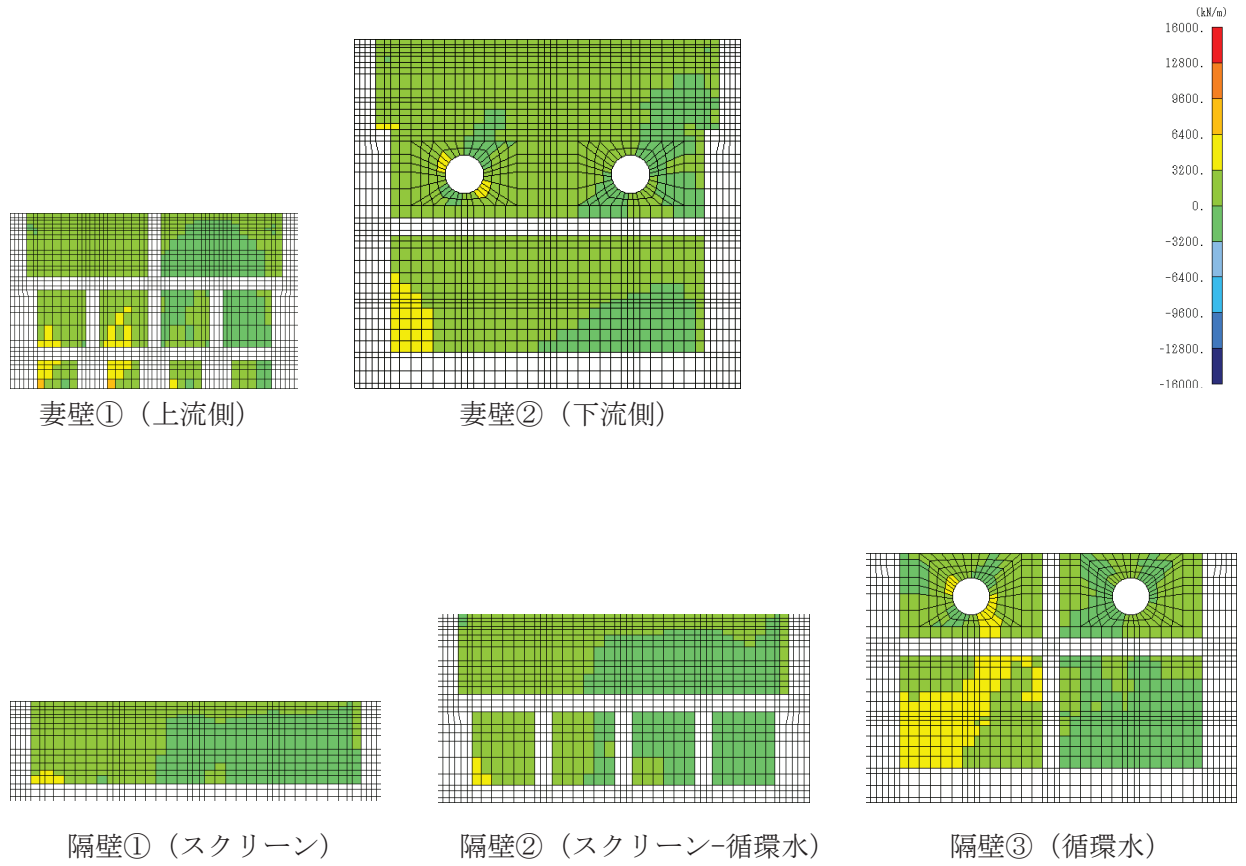 (kN/m)
16000.
12800.
9600.
6400.
3200.
0.
-3200.
-6400.
-9600.
-12800.
-16000.
妻壁①（上流側）
妻壁②（下流側）
隔壁①（スクリーン）
隔壁②（スクリーン-循環水）
隔壁③（循環水）